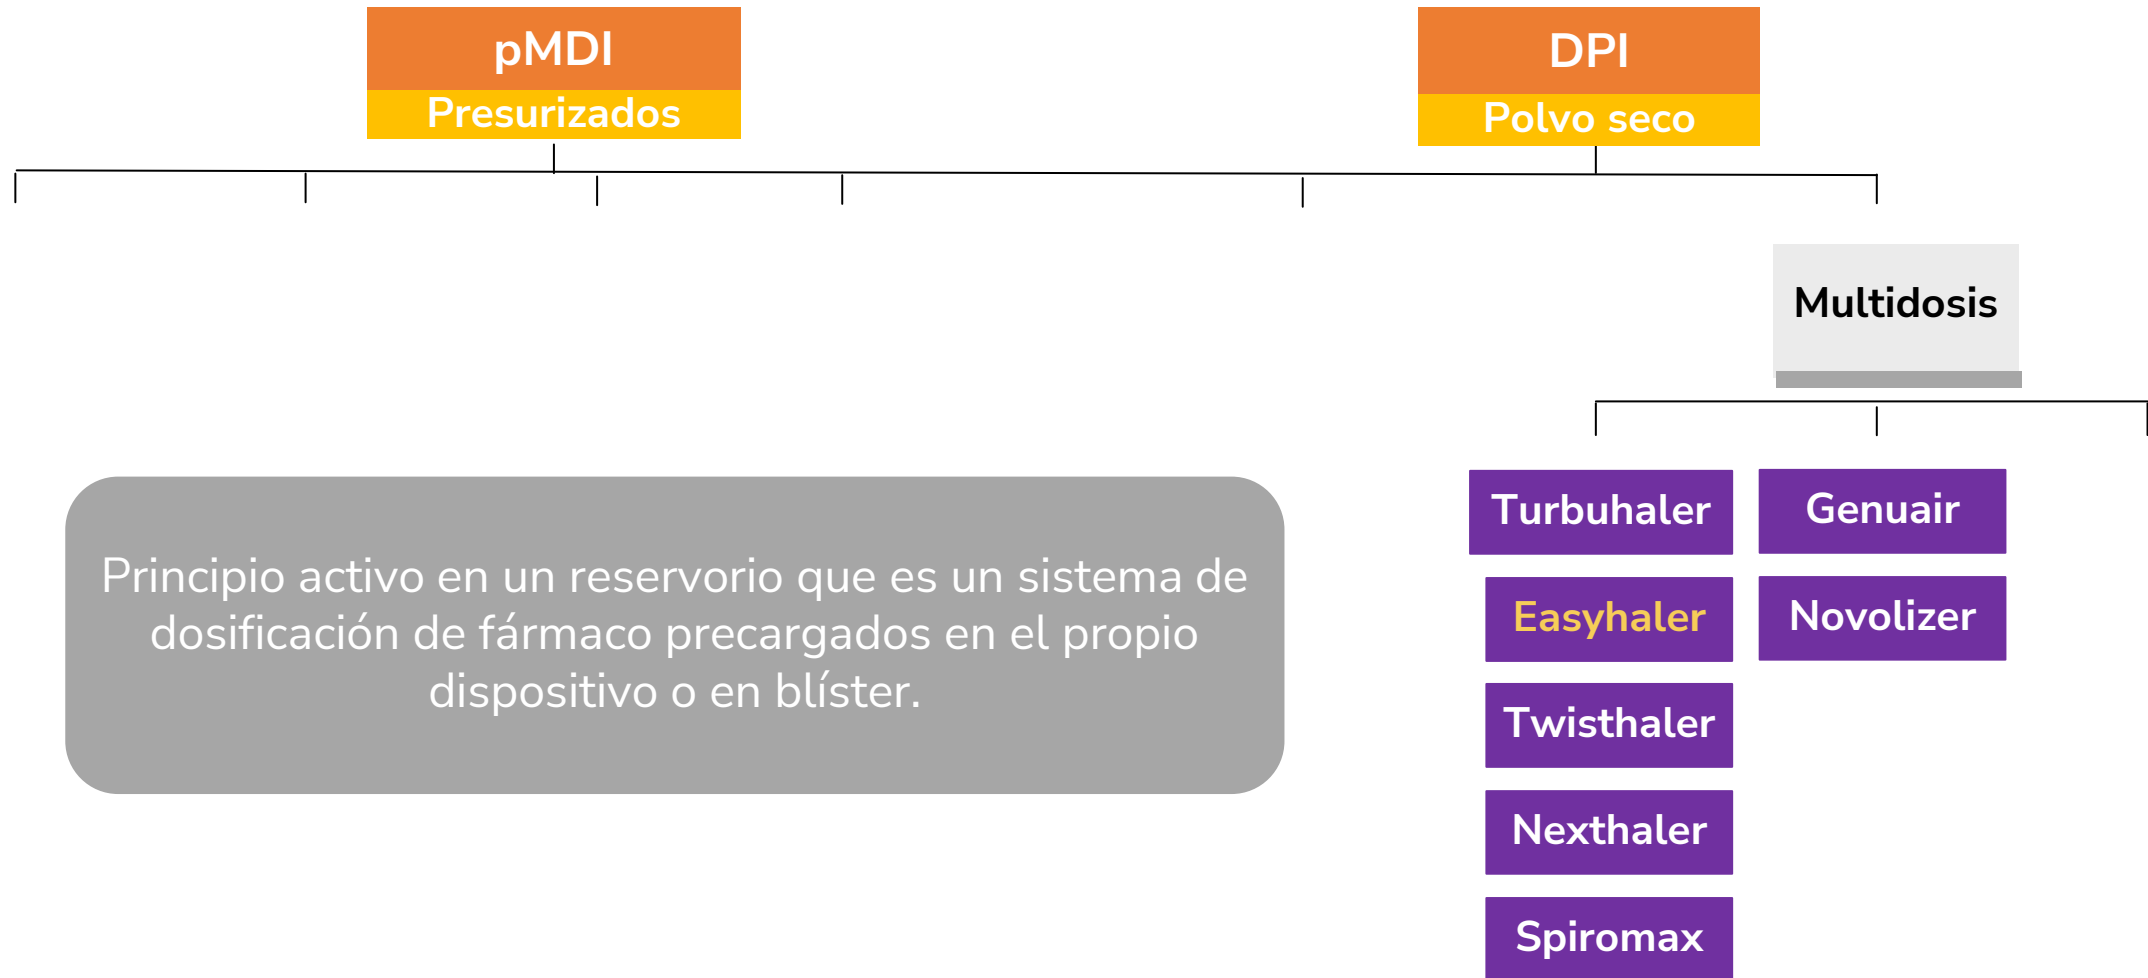 pMDI
Presurizados
DPI
Polvo seco
Multidosis
Principio activo en un reservorio que es un sistema de
dosificación de fármaco precargados en el propio
dispositivo o en blíster.
Turbuhaler
Easyhaler
Twisthaler
Nexthaler
Spiromax
Genuair
Novolizer